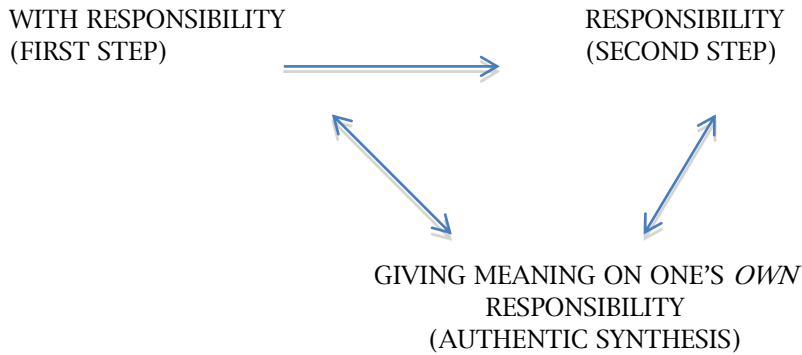 WITH RESPONSIBILITY
(FIRST STEP)
RESPONSIBILITY
(SECOND STEP)
GIVING MEANING ON ONE'S OWN
RESPONSIBILITY
(AUTHENTIC SYNTHESIS)